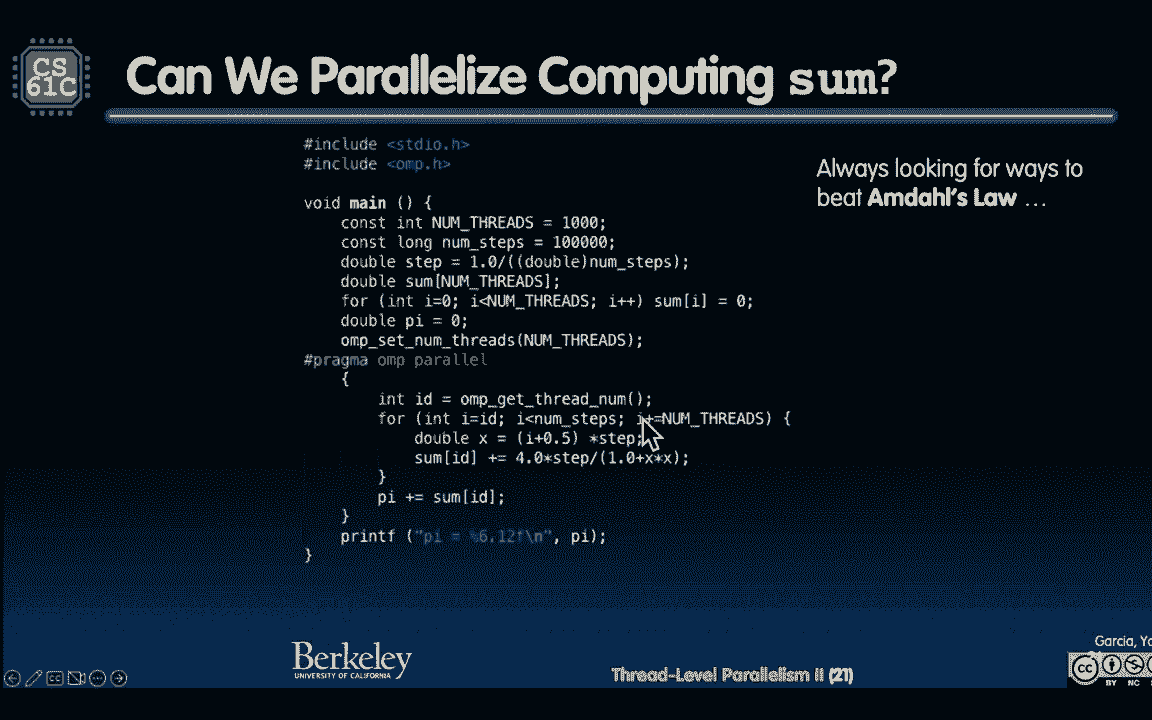 CS
61C
Can We Parallelize Computing sum?
#include <stdio.h>
#include <omp.h>
Always looking for ways to
beat Amdahl's Law ...
void main () {
const int NUM_THREADS = 1000;
const long num_steps = 100000;
double step = 1.0/((double)num_steps);
double sum[NUM_THREADS];
for (int i=0; i<NUM_THREADS; i++) sum[i] = 0;
double pi = 0;
omp_set_num_threads(NUM_THREADS);
#pragma omp parallel
{
int id = omp_get_thread_num();
for (int i=id; i<num_steps; i+=NUM_THREADS) {
double x = (i+0.5) *step;
sum[id] += 4.0*step/(1.0+x*x);
}
pi += sum[id];
}
printf ("pi = %6.12f\n", pi);
}
Berkeley
UNIVERSITY OF CALIFORNIA
Thread-Level Parallelism II (21)
Garcia,
CC
BY NC